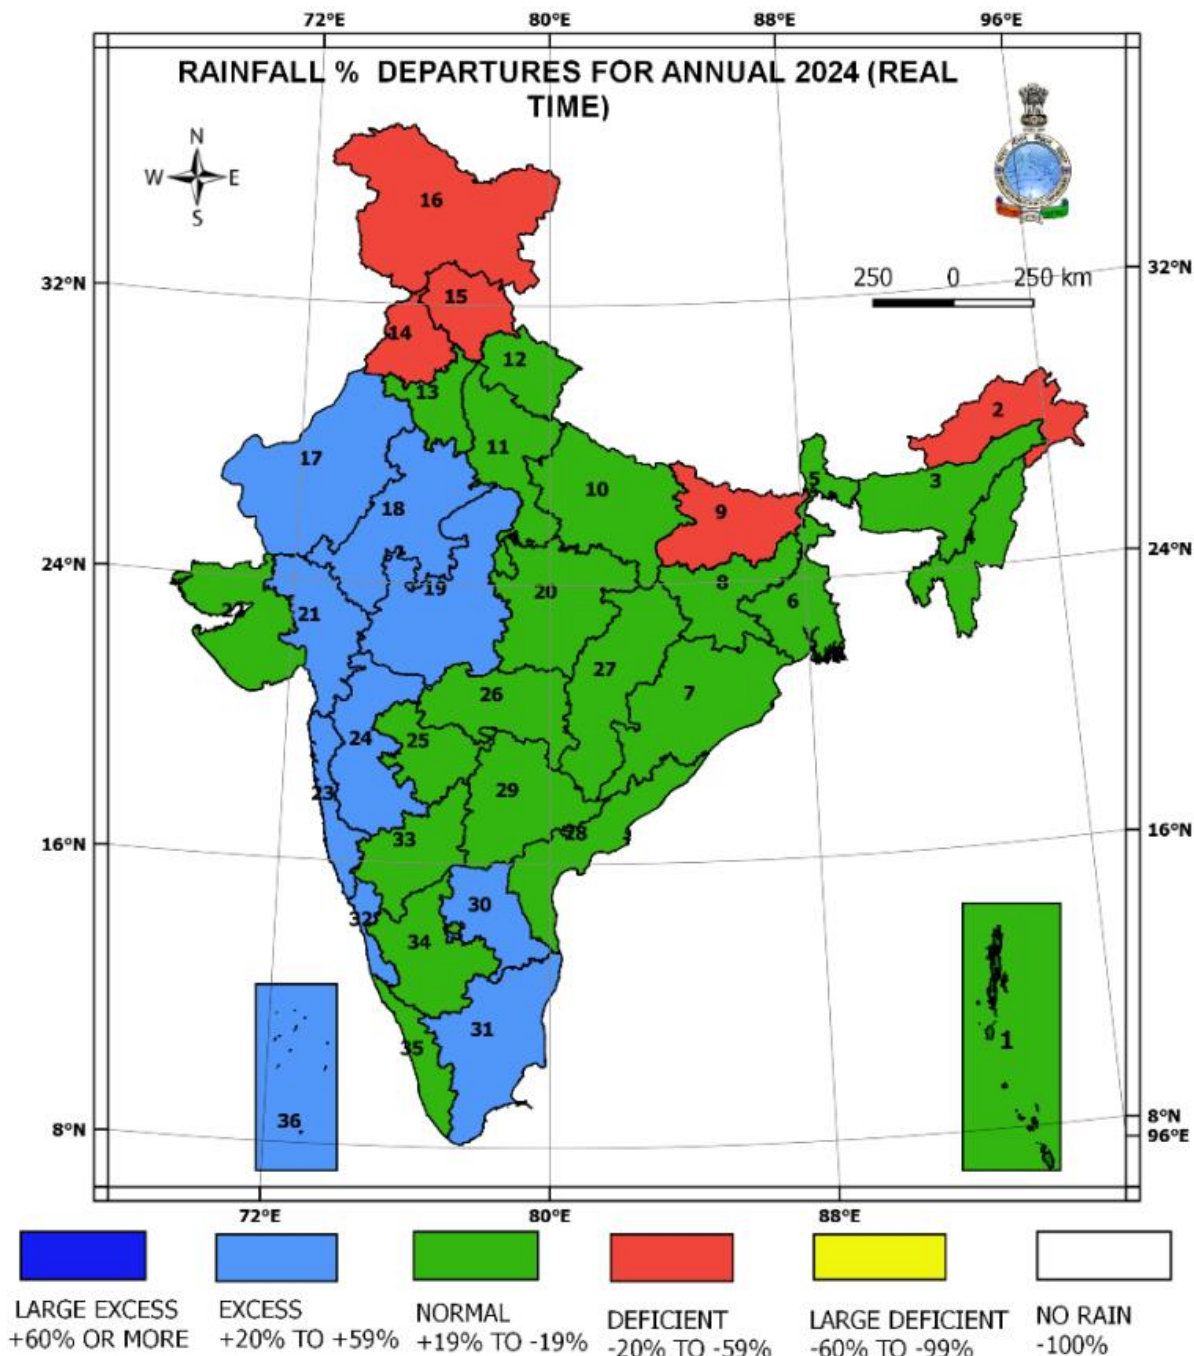 72°E 80°E 88°E 96°E
RAINFALL % DEPARTURES FOR ANNUAL 2024 (REAL
TIME)
N
W E
S
16
250 0 250 km
32°N 32°N
15
14
12
13
2
11
17
10
5
3
18
9
4
24°N 24°N
8
19
20
6
21
22
27
26
7
24
25
29
23
28
16°N 16°N
33
30
32
34
31
1
35
36
8°N 8°N
96°E
72°E 80°E 88°E
LARGE EXCESS EXCESS NORMAL DEFICIENT LARGE DEFICIENT NO RAIN
+60% OR MORE +20% TO +59% +19% TO -19% -20% TO -59% -60% TO -99% -100%